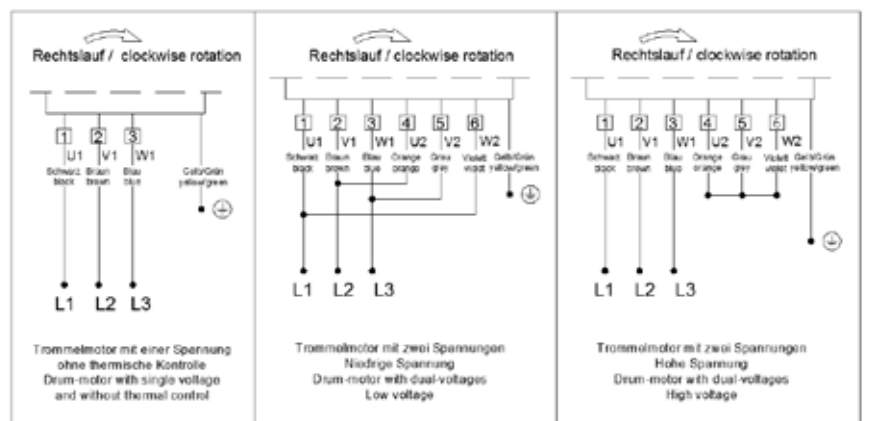 Rechtslauf / clockwise rotation
1 2 3
U1 V1 W1
Schwarz Braun Blau Gelb/Grün
black brown blue yellow/green
L1 L2 L3
Trommelmotor mit einer Spannung
ohne thermische Kontrolle
Drum-motor with single voltage
and without thermal control
Rechtslauf / clockwise rotation
1 2 3 4 5 6
U1 V1 W1 U2 V2 W2
Schwarz Braun Blau Orange Grau Violett Gelb/Grün
black brown blue orange grey violet yellow/green
L1 L2 L3
Trommelmotor mit zwei Spannungen
Niedrige Spannung
Drum-motor with dual-voltages
Low voltage
Rechtslauf / clockwise rotation
1 2 3 4 5 6
U1 V1 W1 U2 V2 W2
Schwarz Braun Blau Orange Grau Violett Gelb/Grün
black brown blue orange grey violet yellow/green
L1 L2 L3
Trommelmotor mit zwei Spannungen
Hohe Spannung
Drum-motor with dual-voltages
High voltage